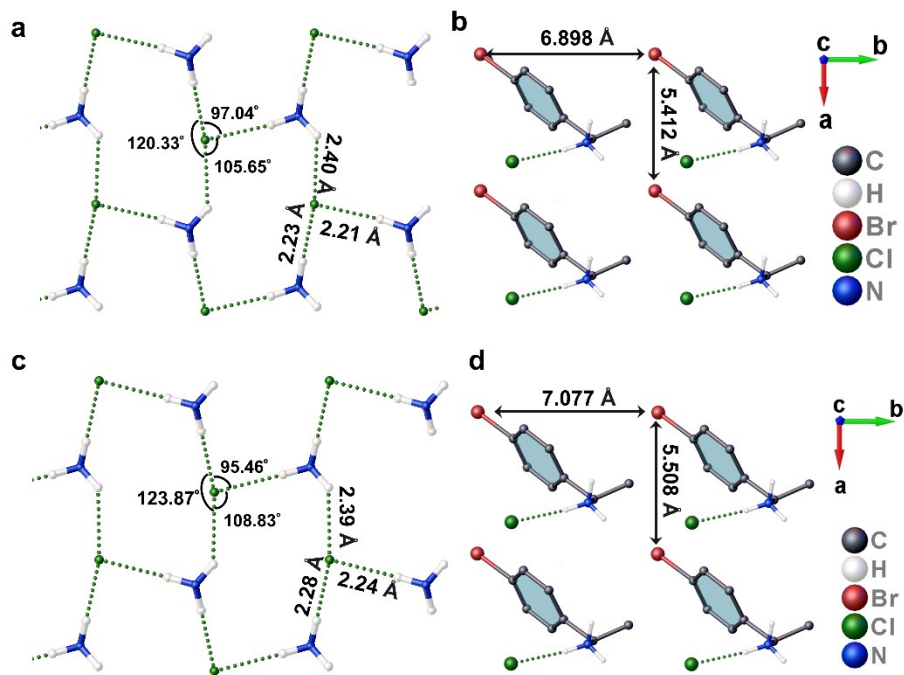 a
97.04°
120.33°
105.65°
2.40 Å
2.23 Å
2.21 Å
b
6.898 Å
5.412 Å
c
b
a
C
H
Br
Cl
N
c
95.46°
123.87°
108.83°
2.39 Å
2.28 Å
2.24 Å
d
7.077 Å
5.508 Å
c
b
a
C
H
Br
Cl
N